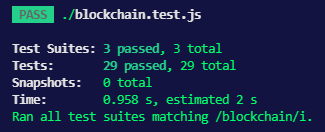 PASS ./blockchain.test.js
Test Suites: 3 passed, 3 total
Tests: 29 passed, 29 total
Snapshots: 0 total
Time: 0.958 s, estimated 2 s
Ran all test suites matching /blockchain/i.